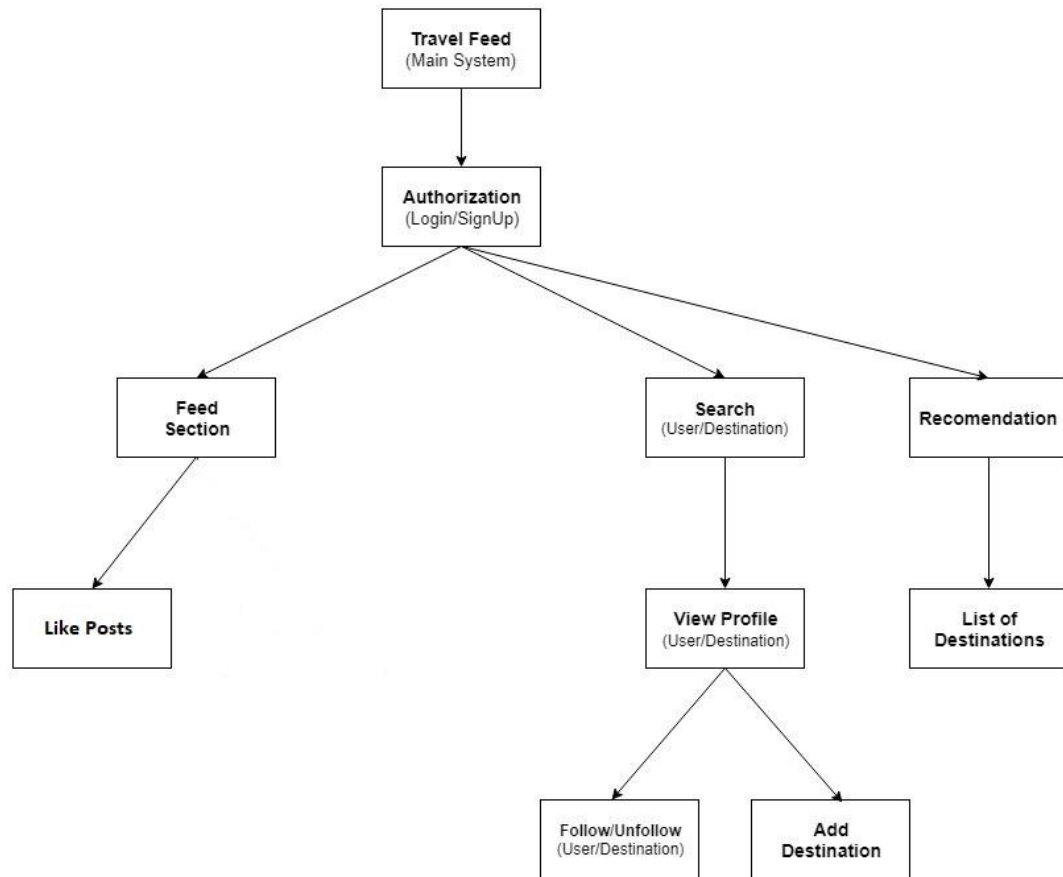 Travel Feed
(Main System)
Authorization
(Login/SignUp)
Feed
Section
Search
(User/Destination)
Recomendation
Like Posts
View Profile
(User/Destination)
List of
Destinations
Follow/Unfollow
(User/Destination)
Add
Destination